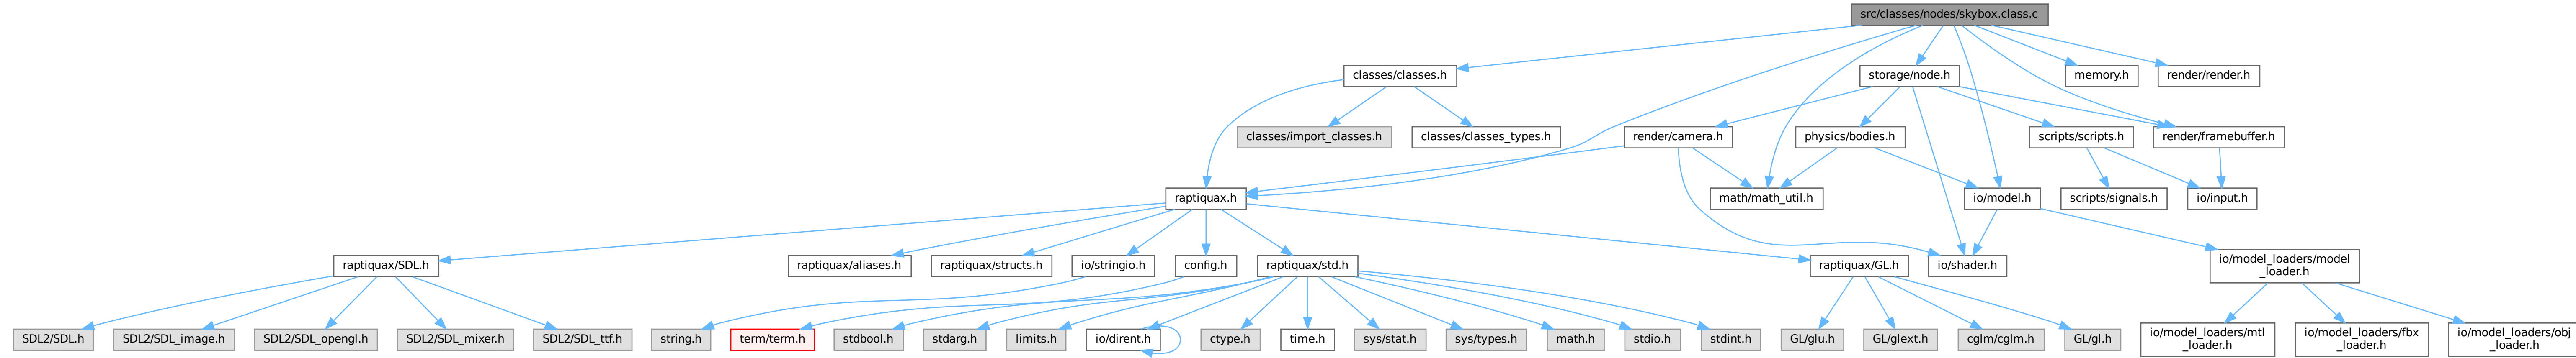 src/classes/nodes/skybox.class.c
classes/classes.h
storage/node.h
memory.h
render/render.h
classes/import_classes.h
classes/classes_types.h
render/camera.h
physics/bodies.h
scripts/scripts.h
render/framebuffer.h
raptiquax.h
math/math_util.h
io/model.h
scripts/signals.h
io/input.h
raptiquax/SDL.h
raptiquax/aliases.h
raptiquax/structs.h
io/stringio.h
config.h
raptiquax/std.h
raptiquax/GL.h
io/shader.h
io/model_loaders/model
_loader.h
SDL2/SDL.h
SDL2/SDL_image.h
SDL2/SDL_opengl.h
SDL2/SDL_mixer.h
SDL2/SDL_ttf.h
string.h
term/term.h
stdbool.h
stdarg.h
limits.h
io/dirent.h
ctype.h
time.h
sys/stat.h
sys/types.h
math.h
stdio.h
stdint.h
GL/glu.h
GL/glext.h
cglm/cglm.h
GL/gl.h
io/model_loaders/mtl
_loader.h
io/model_loaders/fbx
_loader.h
io/model_loaders/obj
_loader.h